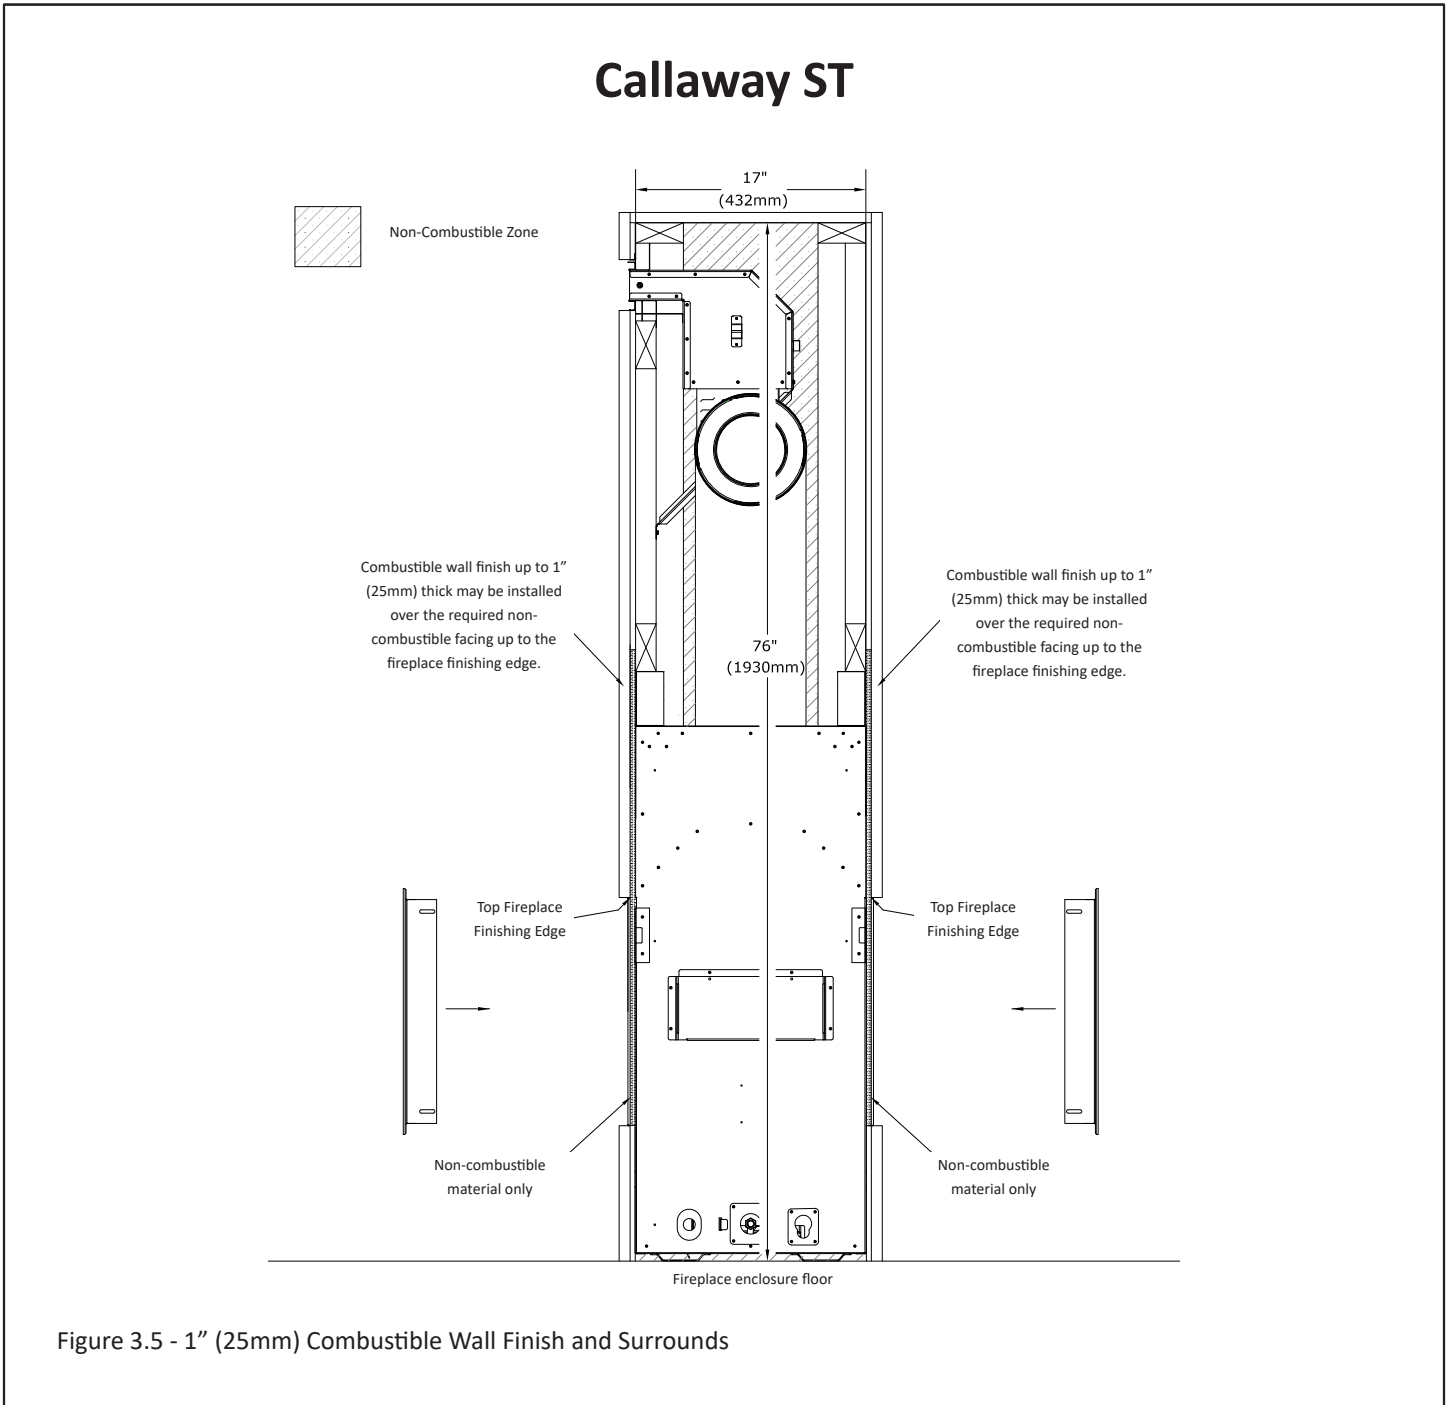 Callaway ST
17"
(432mm)
Non-Combustible Zone
Combustible wall finish up to 1”
(25mm) thick may be installed
over the required non-
combustible facing up to the
fireplace finishing edge.
Combustible wall finish up to 1”
(25mm) thick may be installed
over the required non-
combustible facing up to the
fireplace finishing edge.
76"
(1930mm)
Top Fireplace
Finishing Edge
Top Fireplace
Finishing Edge
Non-combustible
material only
Non-combustible
material only
Fireplace enclosure floor
Figure 3.5 - 1” (25mm) Combustible Wall Finish and Surrounds